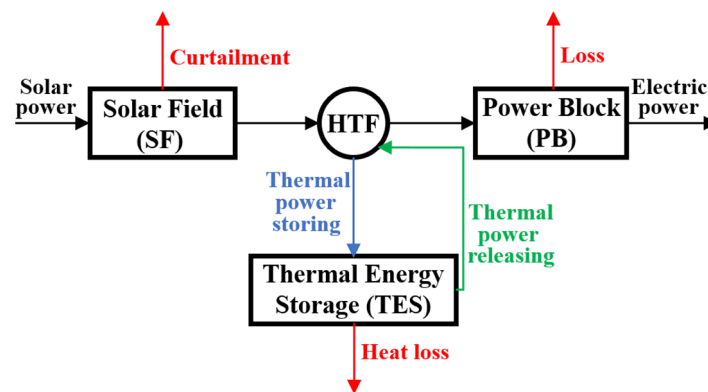 Curtailment
Loss
Solar
power
Solar Field
(SF)
HTF
Power Block
(PB)
Electric
power
Thermal
power
storing
Thermal
power
releasing
Thermal Energy
Storage (TES)
Heat loss